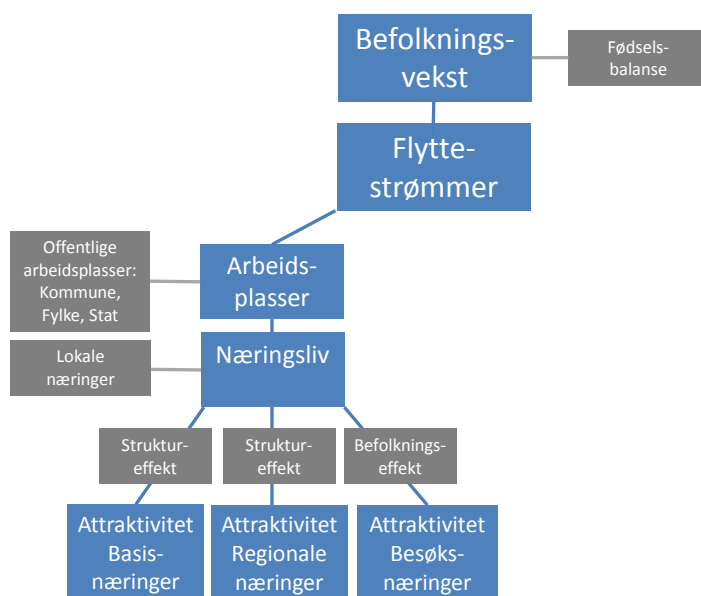 Befolknings-
vekst
Fødsels-
balanse
Flytte-
strømmer
Offentlige
arbeidsplasser:
Kommune,
Fylke, Stat
Arbeids-
plasser
Lokale
næringer
Næringsliv
Struktur-
effekt
Struktur-
effekt
Befolknings-
effekt
Attraktivitet
Basis-
næringer
Attraktivitet
Regionale
næringer
Attraktivitet
Besøks-
næringer